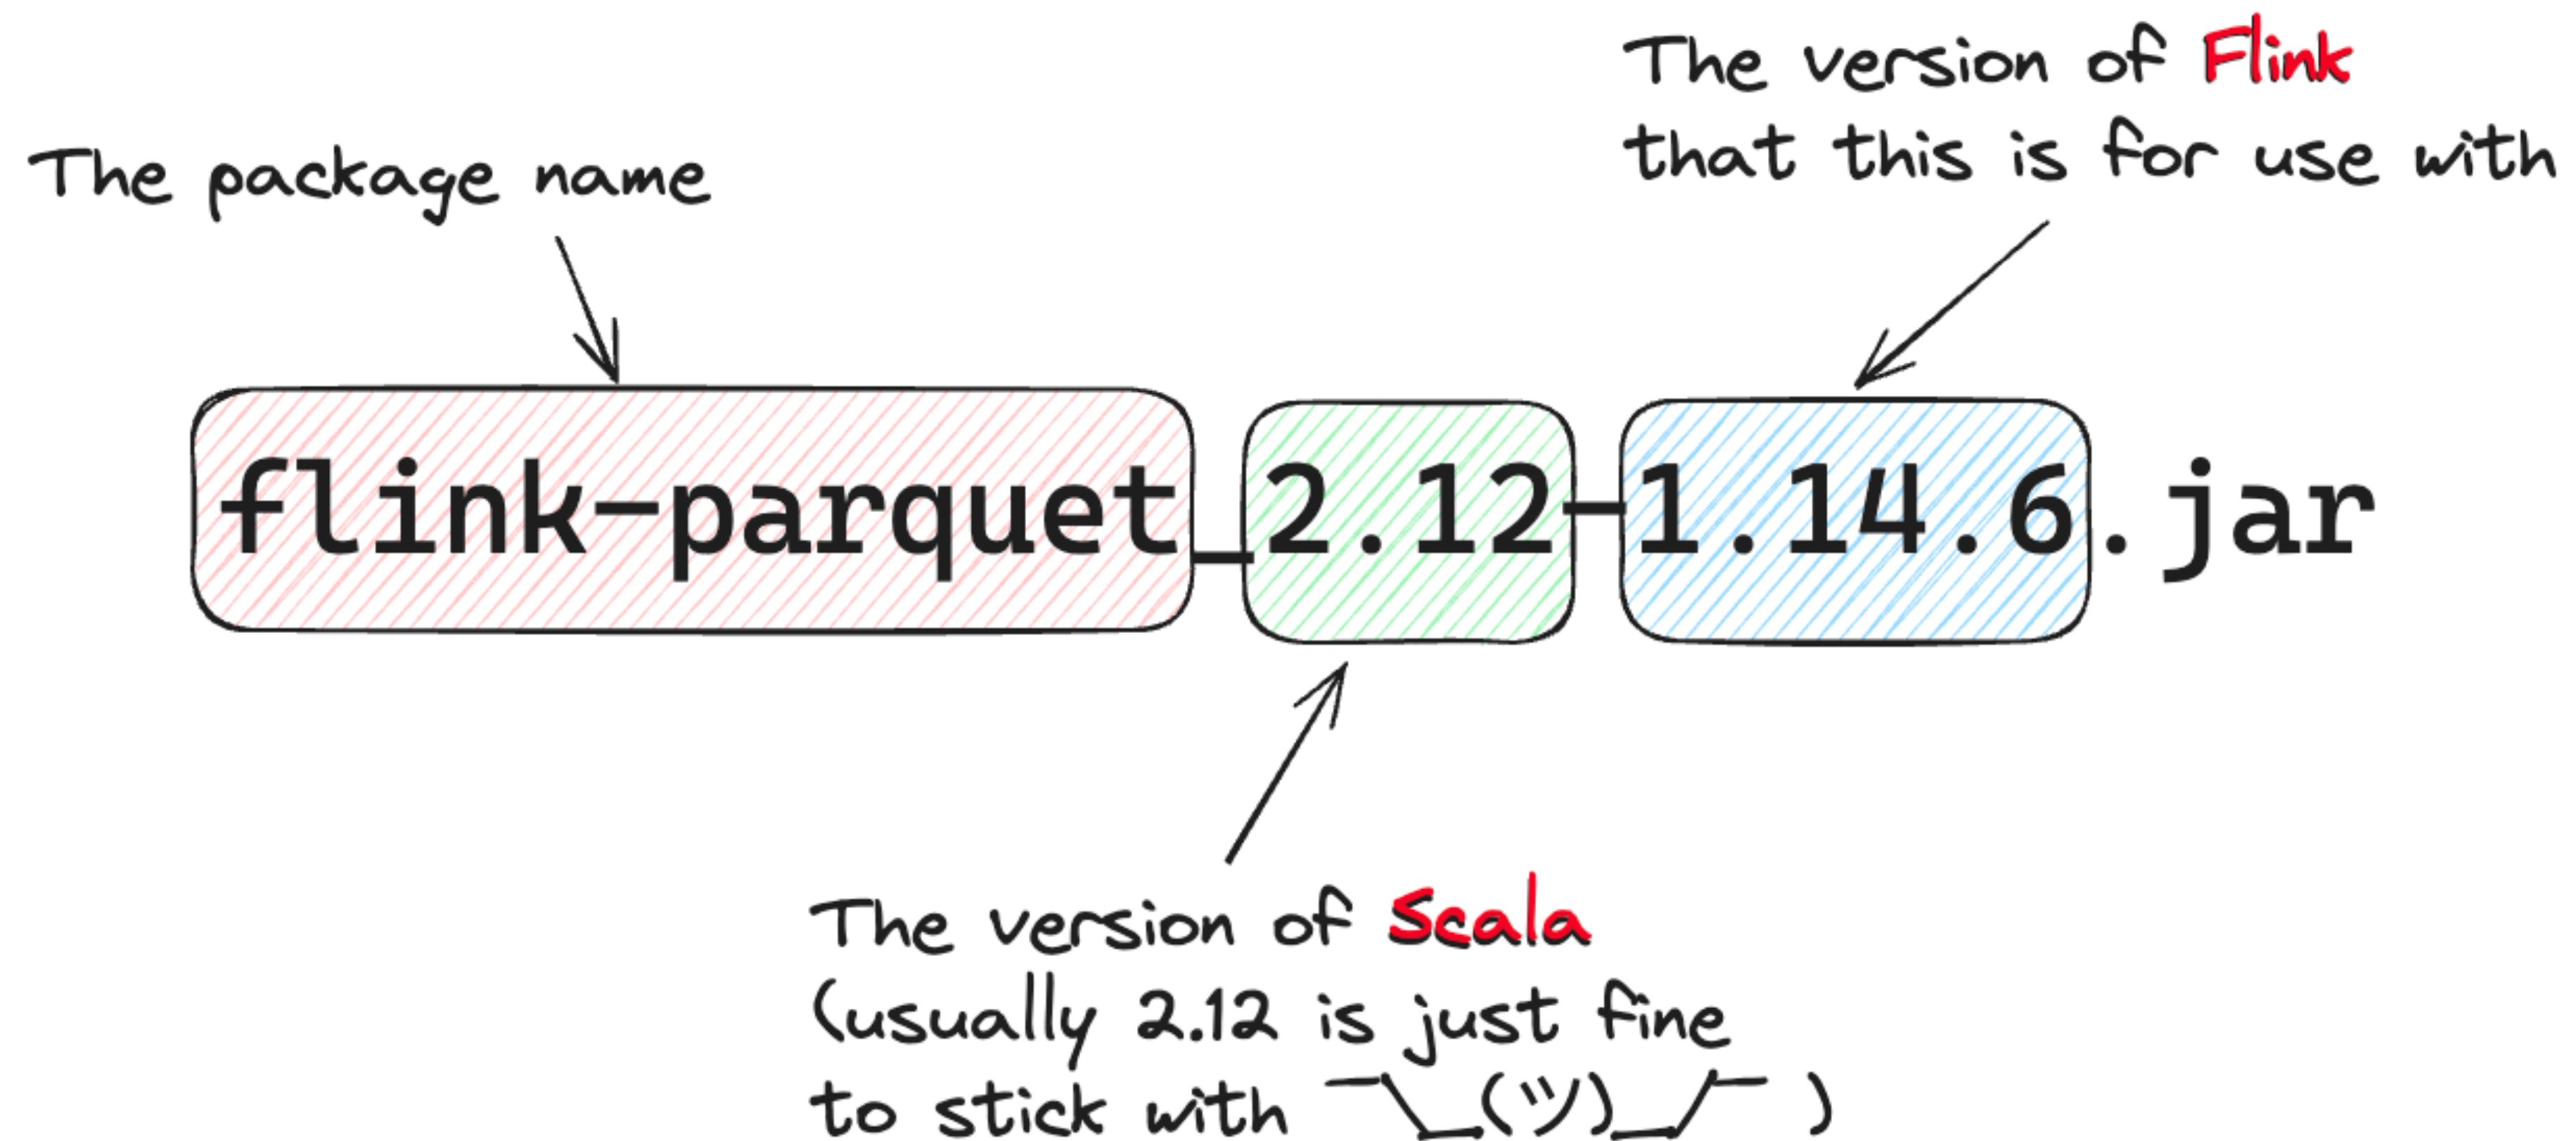 The version of Flink
that this is for use with
The package name
flink-parquet_2.12-1.14.6.jar
The version of Scala
(usually 2.12 is just fine
to stick with ¯\_(ツ)_/¯ )